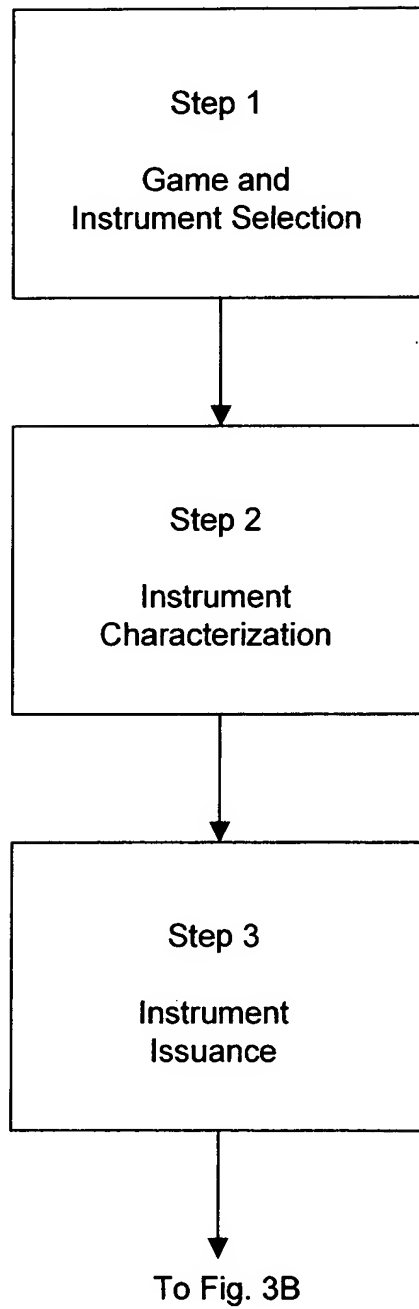 Step 1
Game and
Instrument Selection
Step 2
Instrument
Characterization
Step 3
Instrument
Issuance
To Fig. 3B